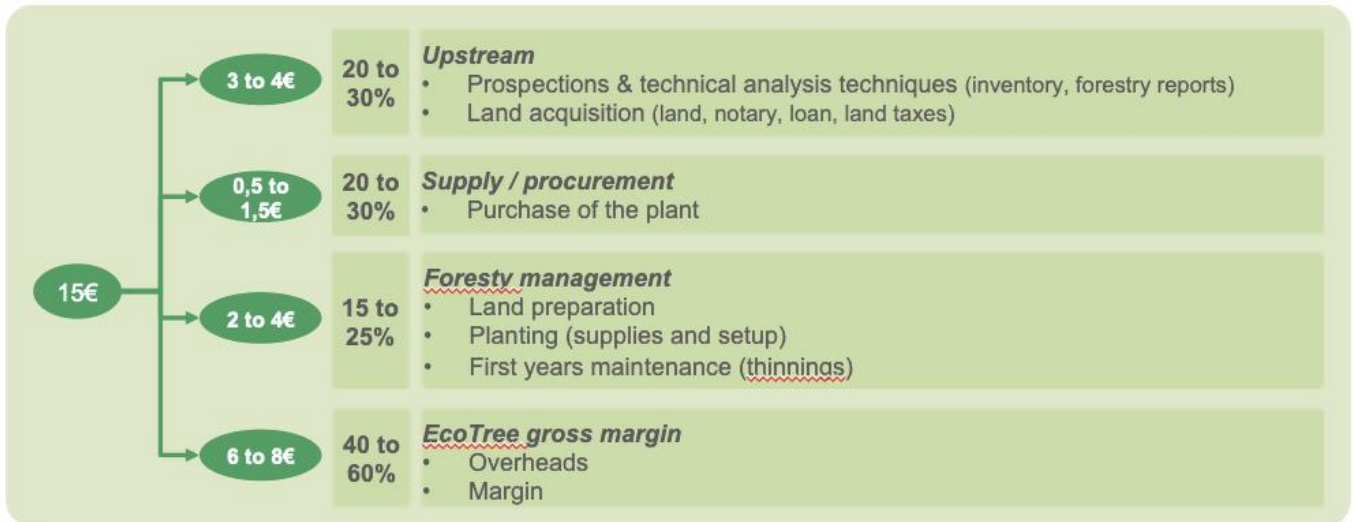 15€
3 to 4€
20 to
30%
Upstream
• Prospections & technical analysis techniques (inventory, forestry reports)
• Land acquisition (land, notary, loan, land taxes)
0,5 to
1,5€
20 to
30%
Supply / procurement
• Purchase of the plant
2 to 4€
15 to
25%
Foresty management
• Land preparation
• Planting (supplies and setup)
• First years maintenance (thinnings)
6 to 8€
40 to
60%
EcoTree gross margin
• Overheads
• Margin